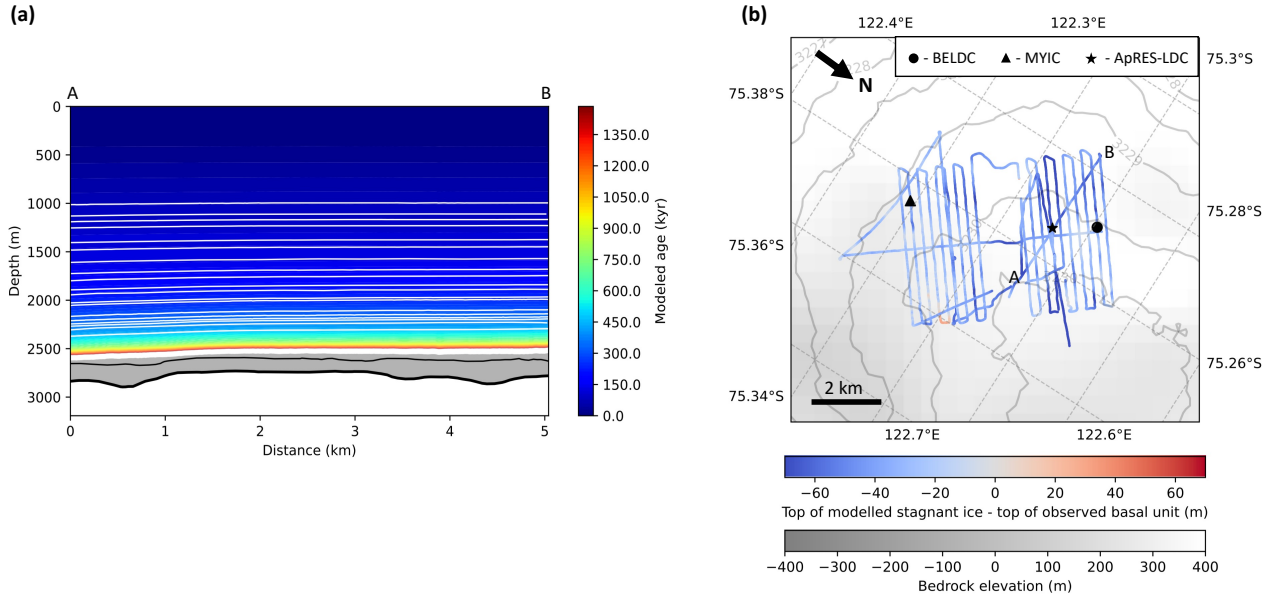 (a)
A
B
0
500
1000
1500
2000
2500
3000
Depth (m)
0
1
2
3
4
5
Distance (km)
1350.0
1200.0
1050.0
900.0
750.0
600.0
450.0
300.0
150.0
0.0
Modeled age (kyr)
(b)
122.4°E
122.3°E
- BELDC
- MYIC
- ApRES-LDC
N
75.38°S
75.36°S
75.34°S
75.3°S
75.28°S
75.26°S
3229
B
A
2 km
122.7°E
122.6°E
−60
−40
−20
0
20
40
60
Top of modelled stagnant ice - top of observed basal unit (m)
−400
−300
−200
−100
0
100
200
300
400
Bedrock elevation (m)